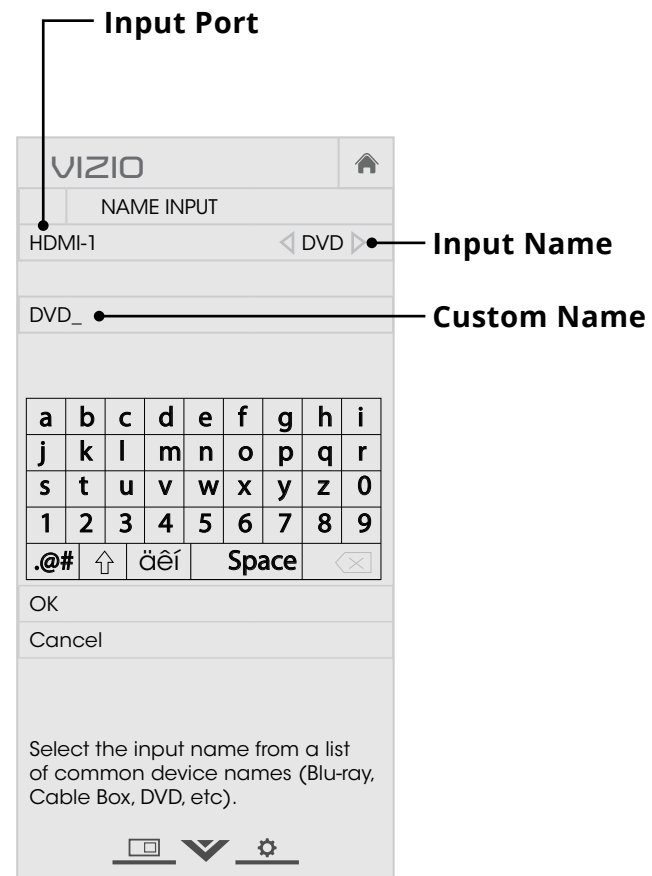 Input Port
VIZIO
NAME INPUT
HDMI-1 DVD
Input Name
DVD_
Custom Name
a b c d e f g h i
j k l m n o p q r
s t u v w x y z 0
1 2 3 4 5 6 7 8 9
.@# äêí Space
OK
Cancel
Select the input name from a list
of common device names (Blu-ray,
Cable Box, DVD, etc).